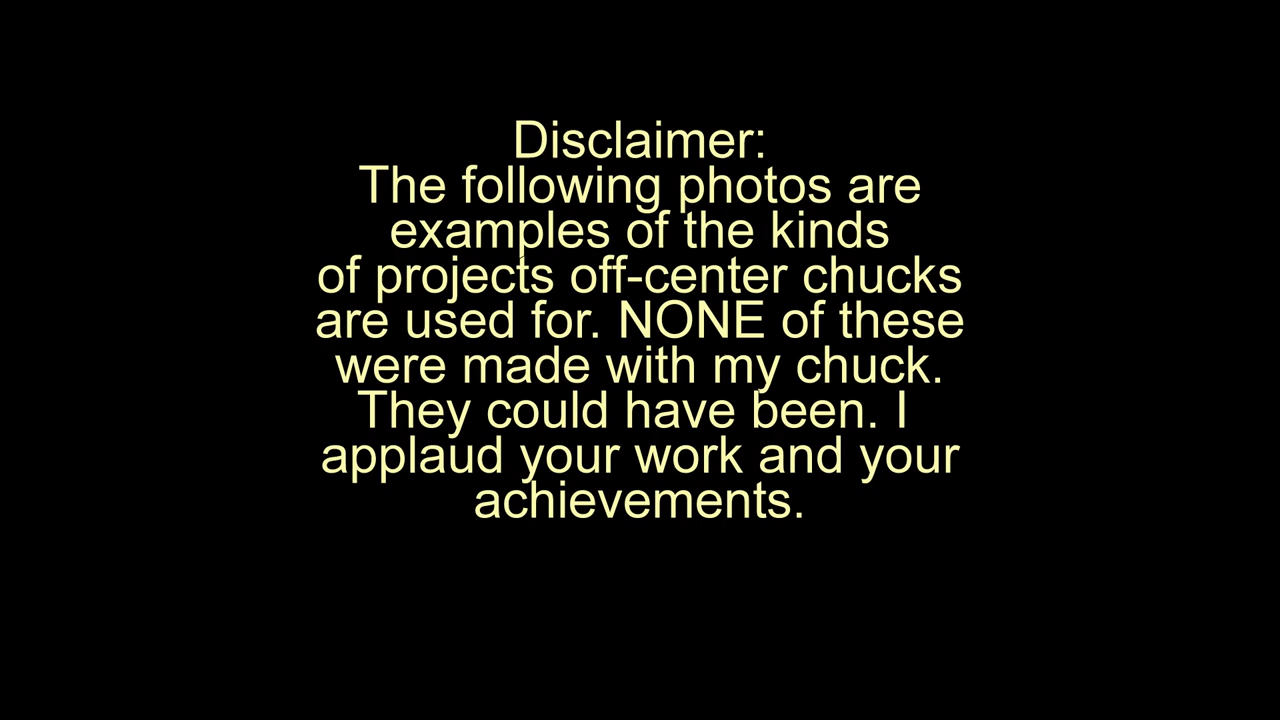 Disclaimer:
The following photos are
examples of the kinds
of projects off-center chucks
are used for. NONE of these
were made with my chuck.
They could have been. I
applaud your work and your
achievements.